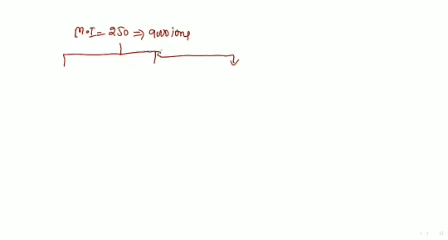 M.I = 250 ⇒ 9000 ions